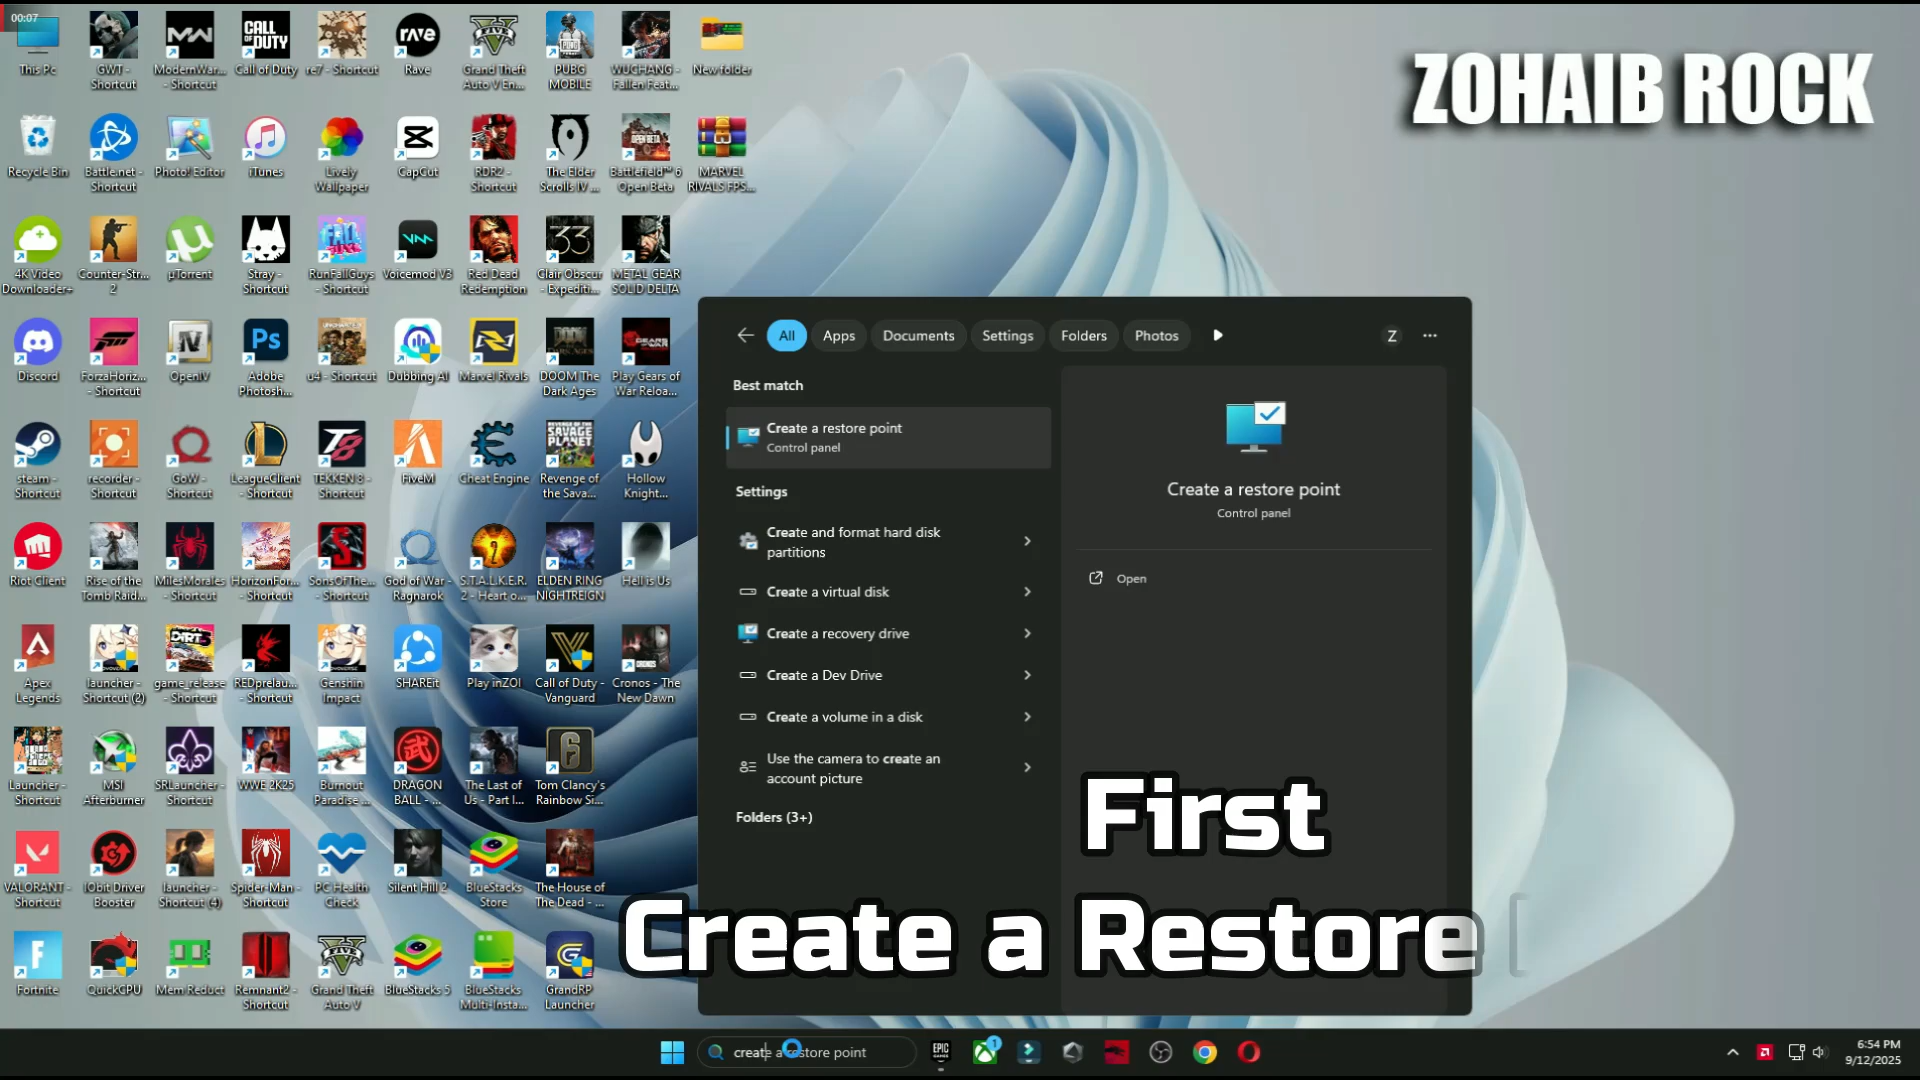 00:07
ZOHAIB ROCK
This Pc
GWT - Shortcut
ModernWar... - Shortcut
Call of Duty
re7 - Shortcut
Rave
Grand Theft Auto V En...
PUBG MOBILE
WUCHANG - Fallen Feat...
New folder
Recycle Bin
Battle.net - Shortcut
Photo! Editor
iTunes
Lively Wallpaper
CapCut
RDR2 - Shortcut
The Elder Scrolls IV ...
Battlefield™ 6 Open Beta
MARVEL RIVALS FPS...
4K Video Downloader+
Counter-Str... 2
µTorrent
Stray - Shortcut
RunFallGuys - Shortcut
Voicemod V3
Red Dead Redemption
Clair Obscur - Expediti...
METAL GEAR SOLID DELTA
Discord
ForzaHoriz... - Shortcut
OpenIV
Adobe Photosh...
u4 - Shortcut
Dubbing AI
Marvel Rivals
DOOM The Dark Ages
Play Gears of War Reloa...
steam - Shortcut
recorder - Shortcut
GoW - Shortcut
LeagueClient - Shortcut
TEKKEN 8 - Shortcut
FiveM
Cheat Engine
Revenge of the Sava...
Hollow Knight...
Riot Client
Rise of the Tomb Raid...
MilesMorales - Shortcut
HorizonFor... - Shortcut
SonsOfThe... - Shortcut
God of War - Ragnarok
S.T.A.L.K.E.R. 2 - Heart o...
ELDEN RING NIGHTREIGN
Hell is Us
Apex Legends
launcher - Shortcut (2)
game_release - Shortcut
REDprelau... - Shortcut
Genshin Impact
SHAREit
Play inZOI
Call of Duty - Vanguard
Cronos - The New Dawn
Launcher - Shortcut
MSI Afterburner
SRLauncher - Shortcut
WWE 2K25
Burnout Paradise ...
DRAGON BALL - ...
The Last of Us - Part I...
Tom Clancy's Rainbow Si...
VALORANT - Shortcut
IObit Driver Booster
launcher - Shortcut (4)
Spider-Man - Shortcut
PC Health Check
Silent Hill 2
BlueStacks Store
The House of The Dead - ...
Fortnite
QuickCPU
Mem Reduct
Remnant2 - Shortcut
Grand Theft Auto V
BlueStacks 5
BlueStacks Multi-Insta...
GrandRP Launcher
All
Apps
Documents
Settings
Folders
Photos
Z
Best match
Create a restore point
Control panel
Settings
Create and format hard disk
partitions
Create a virtual disk
Create a recovery drive
Create a Dev Drive
Create a volume in a disk
Use the camera to create an
account picture
Folders (3+)
Create a restore point
Control panel
Open
First
Create a Restore
create a restore point
6:54 PM
9/12/2025